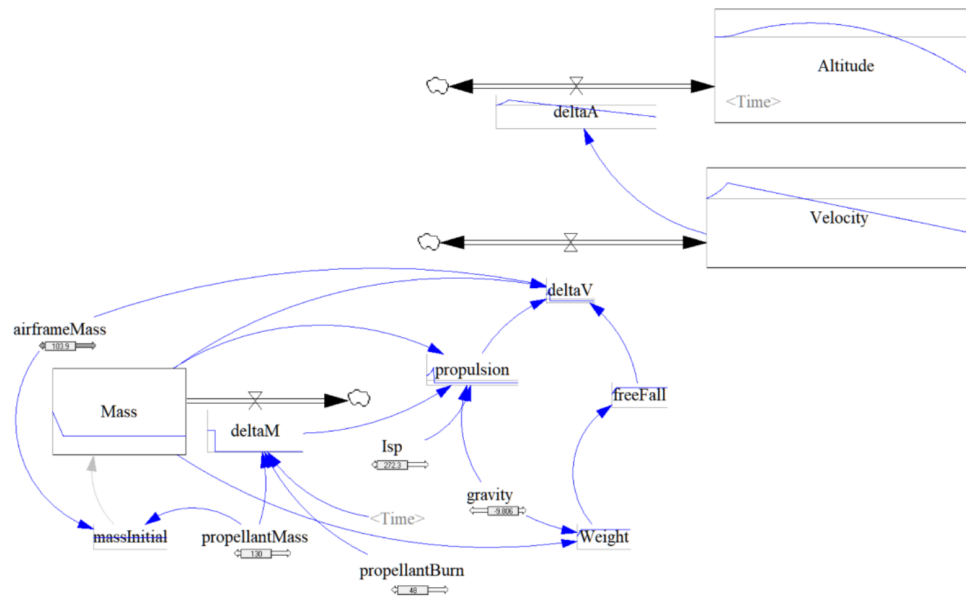 Altitude
<Time>
deltaA
Velocity
deltaV
airframeMass
103.9
propulsion
Mass
freeFall
deltaM
Isp
272.3
gravity
-9.806
<Time>
massInitial
propellantMass
130
Weight
propellantBurn
48